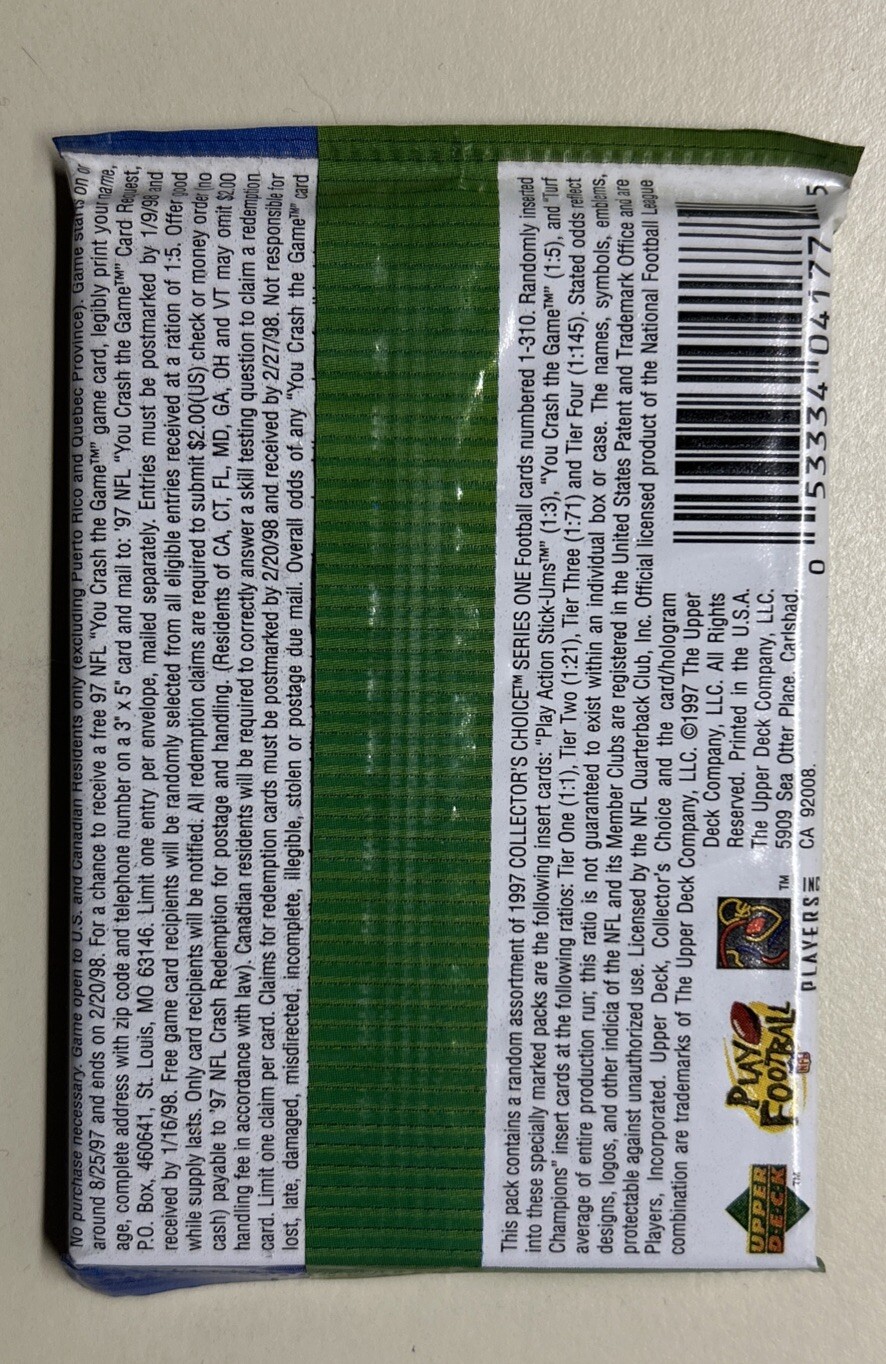 No purchase necessary. Game open to U.S. and Canadian Residents only (excluding Puerto Rico and Quebec Province). Game starts on or
around 8/25/97 and ends on 2/20/98. For a chance to receive a free 97 NFL "You Crash the Game™" game card, legibly print your name,
age, complete address with zip code and telephone number on a 3" x 5" card and mail to: '97 NFL "You Crash the Game™" Card Request,
P.O. Box, 460641, St. Louis, MO 63146. Limit one entry per envelope, mailed separately. Entries must be postmarked by 1/9/98 and
received by 1/16/98. Free game card recipients will be randomly selected from all eligible entries received at a ration of 1:5. Offer good
while supply lasts. Only card recipients will be notified. All redemption claims are required to submit $2.00(US) check or money order (no
cash) payable to '97 NFL Crash Redemption for postage and handling. (Residents of CA, CT, FL, MD, GA, OH and VT may omit $2.00
handling fee in accordance with law). Canadian residents will be required to correctly answer a skill testing question to claim a redemption
card. Limit one claim per card. Claims for redemption cards must be postmarked by 2/20/98 and received by 2/27/98. Not responsible for
lost, late, damaged, misdirected, incomplete, illegible, stolen or postage due mail. Overall odds of any "You Crash the Game™" card
This pack contains a random assortment of 1997 COLLECTOR'S CHOICE™ SERIES ONE Football cards numbered 1-310. Randomly inserted
into these specially marked packs are the following insert cards: "Play Action Stick-Ums™" (1:3), "You Crash the Game™" (1:5), and "Turf
Champions" insert cards at the following ratios: Tier One (1:1), Tier Two (1:21), Tier Three (1:71) and Tier Four (1:145). Stated odds reflect
average of entire production run; this ratio is not guaranteed to exist within an individual box or case. The names, symbols, emblems,
designs, logos, and other indicia of the NFL and its Member Clubs are registered in the United States Patent and Trademark Office and are
protectable against unauthorized use. Licensed by the NFL Quarterback Club, Inc. Official licensed product of the National Football League
Players, Incorporated. Upper Deck, Collector's Choice and the card/hologram
combination are trademarks of The Upper Deck Company, LLC. ©1997 The Upper
Deck Company, LLC. All Rights
Reserved. Printed in the U.S.A.
The Upper Deck Company, LLC.
5909 Sea Otter Place, Carlsbad,
CA 92008.
UPPER
DECK
™
PLAY
FOOTBALL
NFL
™
PLAYERS INC
0 53334 04177 5